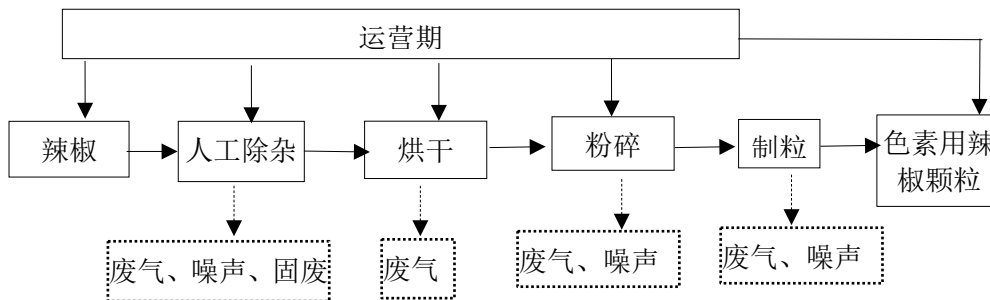 运营期
辣椒
人工除杂
烘干
粉碎
制粒
色素用辣
椒颗粒
废气、噪声、固废
废气
废气、噪声
废气、噪声